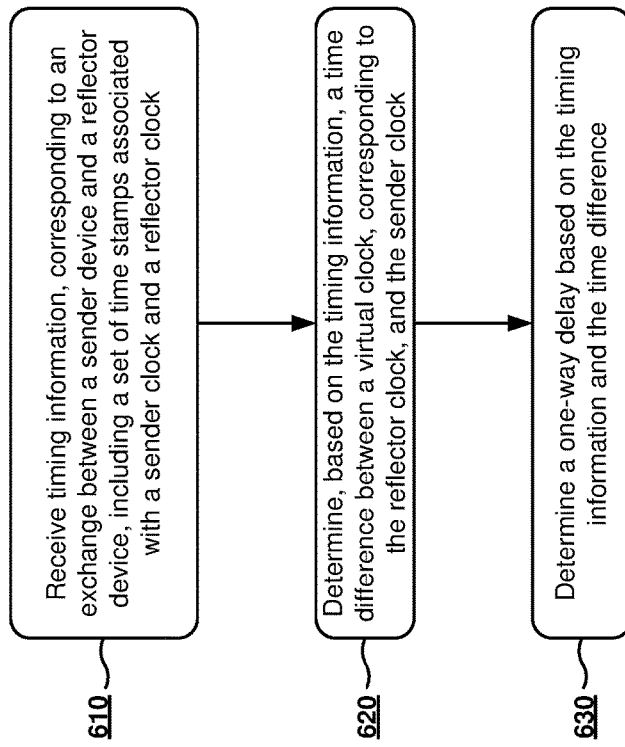 610
Receive timing information, corresponding to an
exchange between a sender device and a reflector
device, including a set of time stamps associated
with a sender clock and a reflector clock
620
Determine, based on the timing information, a time
difference between a virtual clock, corresponding to
the reflector clock, and the sender clock
630
Determine a one-way delay based on the timing
information and the time difference